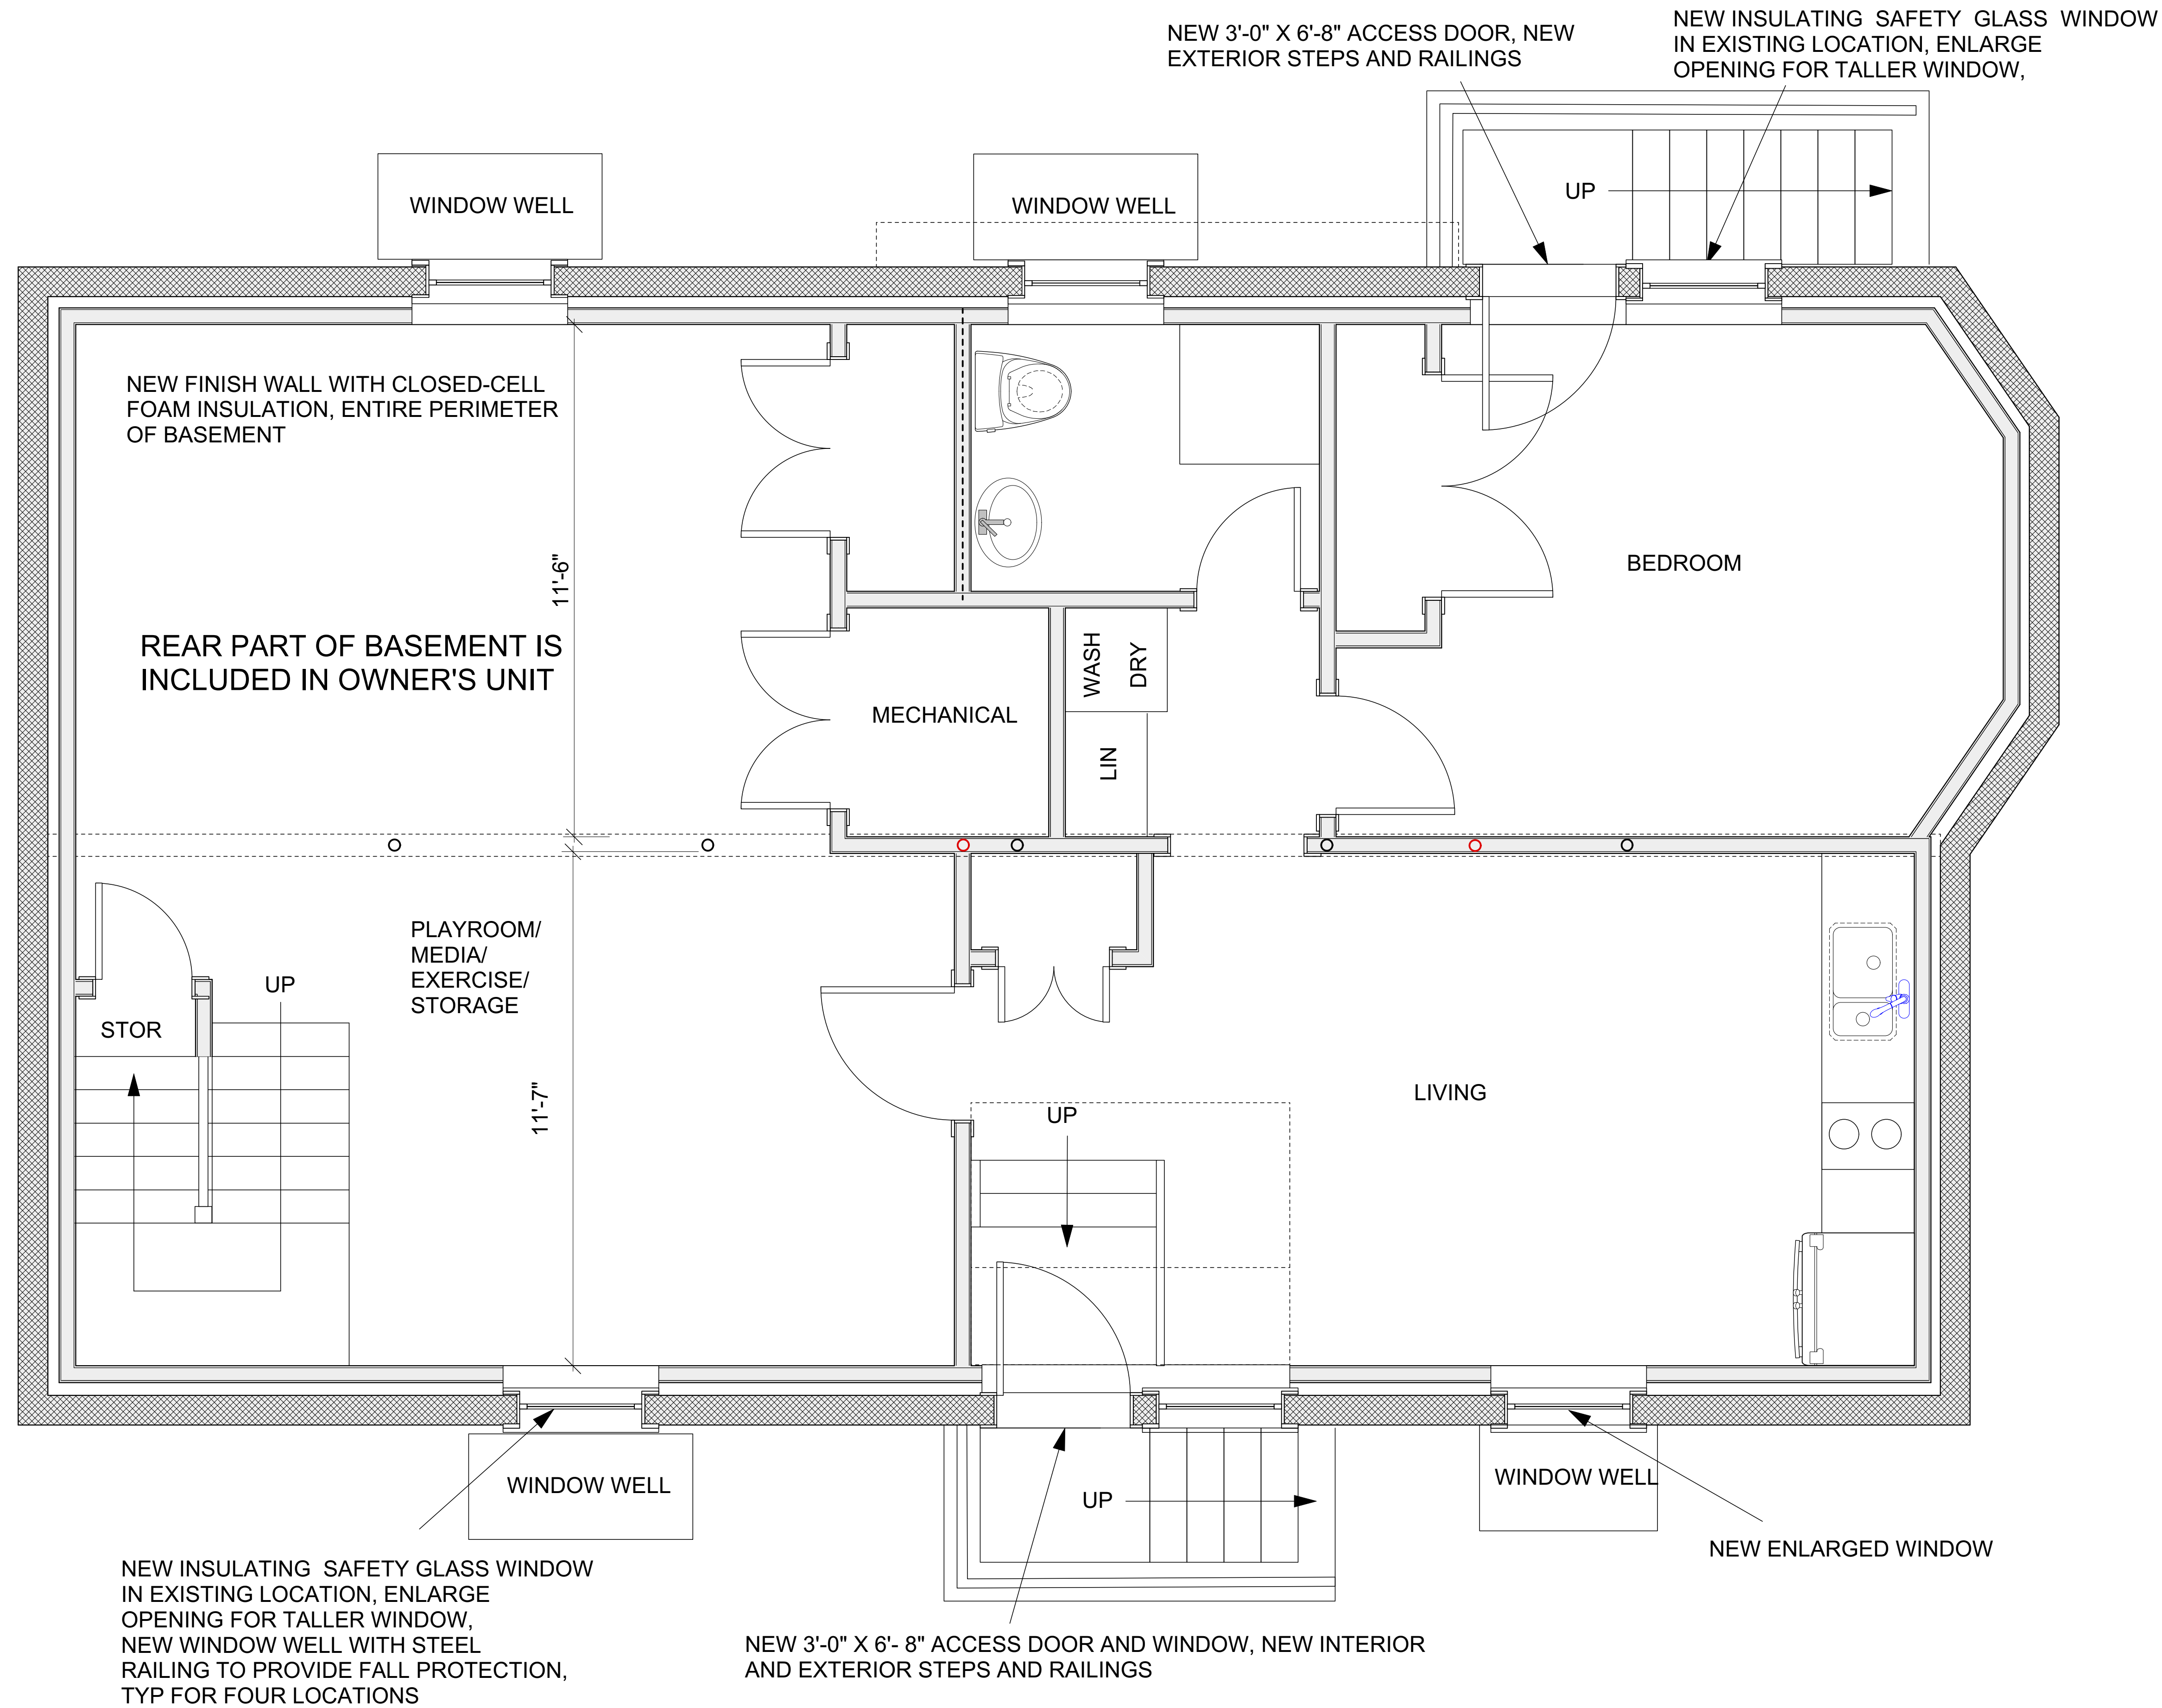 NEW 3'-0" X 6'-8" ACCESS DOOR, NEW
EXTERIOR STEPS AND RAILINGS
NEW INSULATING  SAFETY  GLASS  WINDOW
IN EXISTING LOCATION, ENLARGE
OPENING FOR TALLER WINDOW,
WINDOW WELL
WINDOW WELL
UP
NEW FINISH WALL WITH CLOSED-CELL
FOAM INSULATION, ENTIRE PERIMETER
OF BASEMENT
11'-6"
BEDROOM
REAR PART OF BASEMENT IS
INCLUDED IN OWNER'S UNIT
WASH
DRY
MECHANICAL
LIN
PLAYROOM/
MEDIA/
EXERCISE/
STORAGE
UP
STOR
11'-7"
UP
LIVING
WINDOW WELL
UP
WINDOW WELL
NEW ENLARGED WINDOW
NEW INSULATING  SAFETY GLASS WINDOW
IN EXISTING LOCATION, ENLARGE
OPENING FOR TALLER WINDOW,
NEW WINDOW WELL WITH STEEL
RAILING TO PROVIDE FALL PROTECTION,
TYP FOR FOUR LOCATIONS
NEW 3'-0" X 6'- 8" ACCESS DOOR AND WINDOW, NEW INTERIOR
AND EXTERIOR STEPS AND RAILINGS